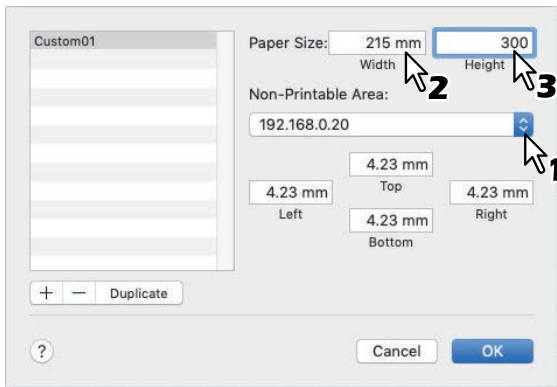 Custom01
Paper Size: 215 mm 300
Width Height
2 3
Non-Printable Area:
192.168.0.20
1
4.23 mm
Top
4.23 mm 4.23 mm
Left Right
4.23 mm
Bottom
+ − Duplicate
? Cancel OK